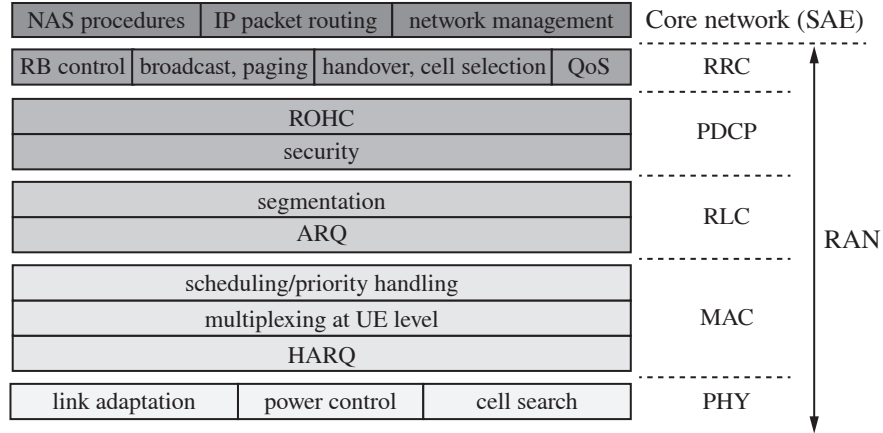 NAS procedures IP packet routing network management Core network (SAE)
RB control broadcast, paging handover, cell selection QoS RRC
ROHC
PDCP
security
segmentation
RLC
ARQ
RAN
scheduling/priority handling
multiplexing at UE level MAC
HARQ
link adaptation power control cell search PHY